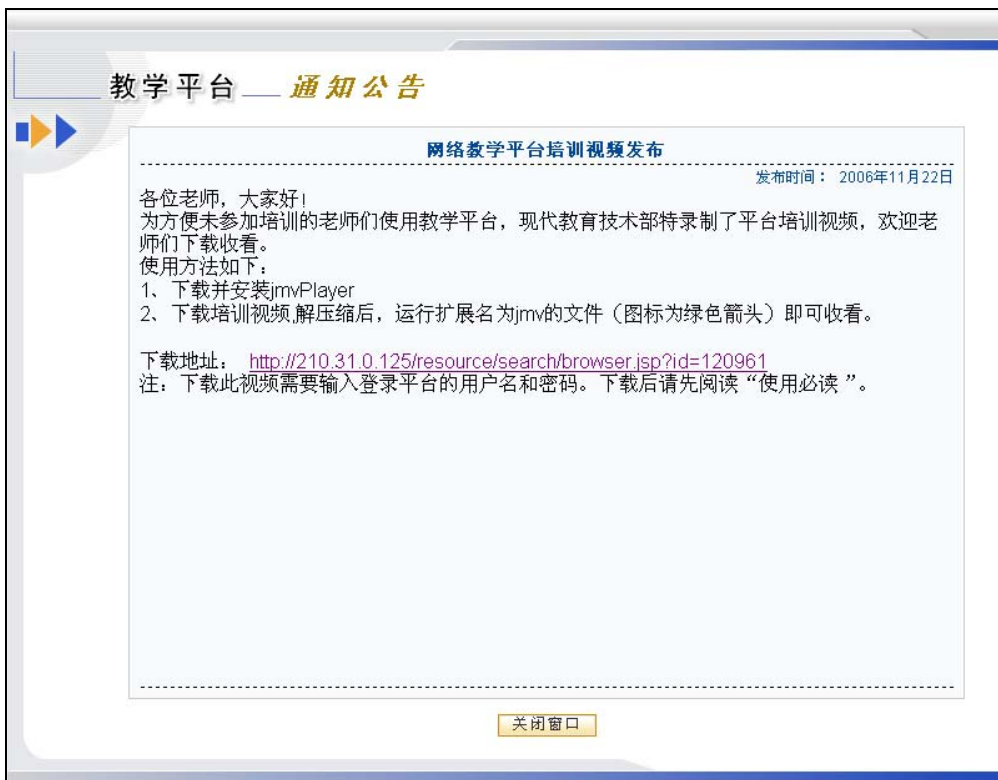 教学平台 通知公告
网络教学平台培训视频发布
发布时间： 2006年11月22日
各位老师，大家好!
为方便未参加培训的老师们使用教学平台，现代教育技术部特录制了平台培训视频，欢迎老
师们下载收看。
使用方法如下：
1、下载并安装jmvPlayer
2、下载培训视频,解压缩后，运行扩展名为jmv的文件（图标为绿色箭头）即可收看。
下载地址： http://210.31.0.125/resource/search/browser.jsp?id=120961
注：下载此视频需要输入登录平台的用户名和密码。下载后请先阅读“使用必读 ”。
关闭窗口